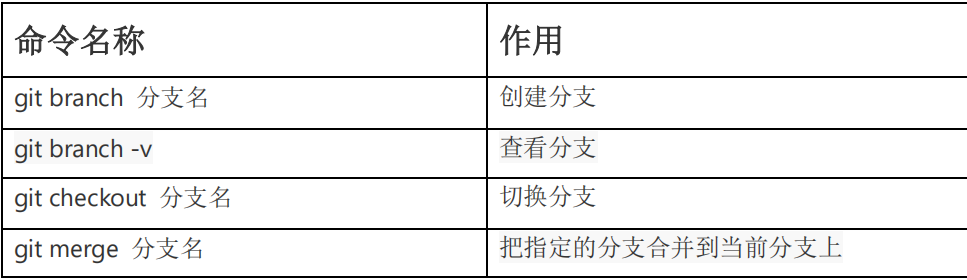 命令名称 作用
git branch 分支名 创建分支
git branch -v 查看分支
git checkout 分支名 切换分支
git merge 分支名 把指定的分支合并到当前分支上